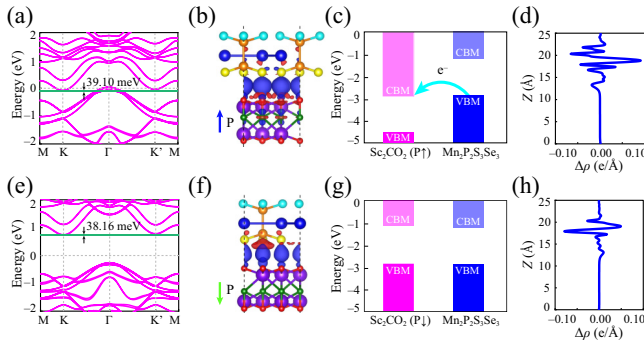 (a)
(b)
(c)
(d)
Energy (eV)
2
1
0
−1
−2
39.10 meV
M K Γ K' M
P
Energy (eV)
0
−1
−2
−3
−4
−5
CBM
VBM
e⁻
CBM
VBM
Sc₂CO₂ (P↑) Mn₂P₂S₃Se₃
Z (Å)
25
20
15
10
5
0
−0.10 0.00 0.10
Δρ (e/Å)
(e)
(f)
(g)
(h)
Energy (eV)
2
1
0
−1
−2
38.16 meV
M K Γ K' M
P
Energy (eV)
0
−1
−2
−3
−4
−5
CBM
VBM
CBM
VBM
Sc₂CO₂ (P↓) Mn₂P₂S₃Se₃
Z (Å)
25
20
15
10
5
0
−0.10 0.00 0.10
Δρ (e/Å)